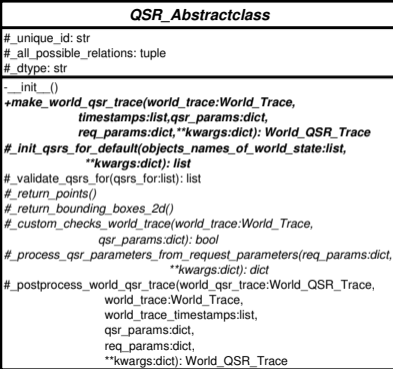 QSR_Abstractclass
#_unique_id: str
#_all_possible_relations: tuple
#_dtype: str
-__init__()
+make_world_qsr_trace(world_trace:World_Trace,
timestamps:list,qsr_params:dict,
req_params:dict,**kwargs:dict): World_QSR_Trace
#_init_qsrs_for_default(objects_names_of_world_state:list,
**kwargs:dict): list
#_validate_qsrs_for(qsrs_for:list): list
#_return_points()
#_return_bounding_boxes_2d()
#_custom_checks_world_trace(world_trace:World_Trace,
qsr_params:dict): bool
#_process_qsr_parameters_from_request_parameters(req_params:dict,
**kwargs:dict): dict
#_postprocess_world_qsr_trace(world_qsr_trace:World_QSR_Trace,
world_trace:World_Trace,
world_trace_timestamps:list,
qsr_params:dict,
req_params:dict,
**kwargs:dict): World_QSR_Trace